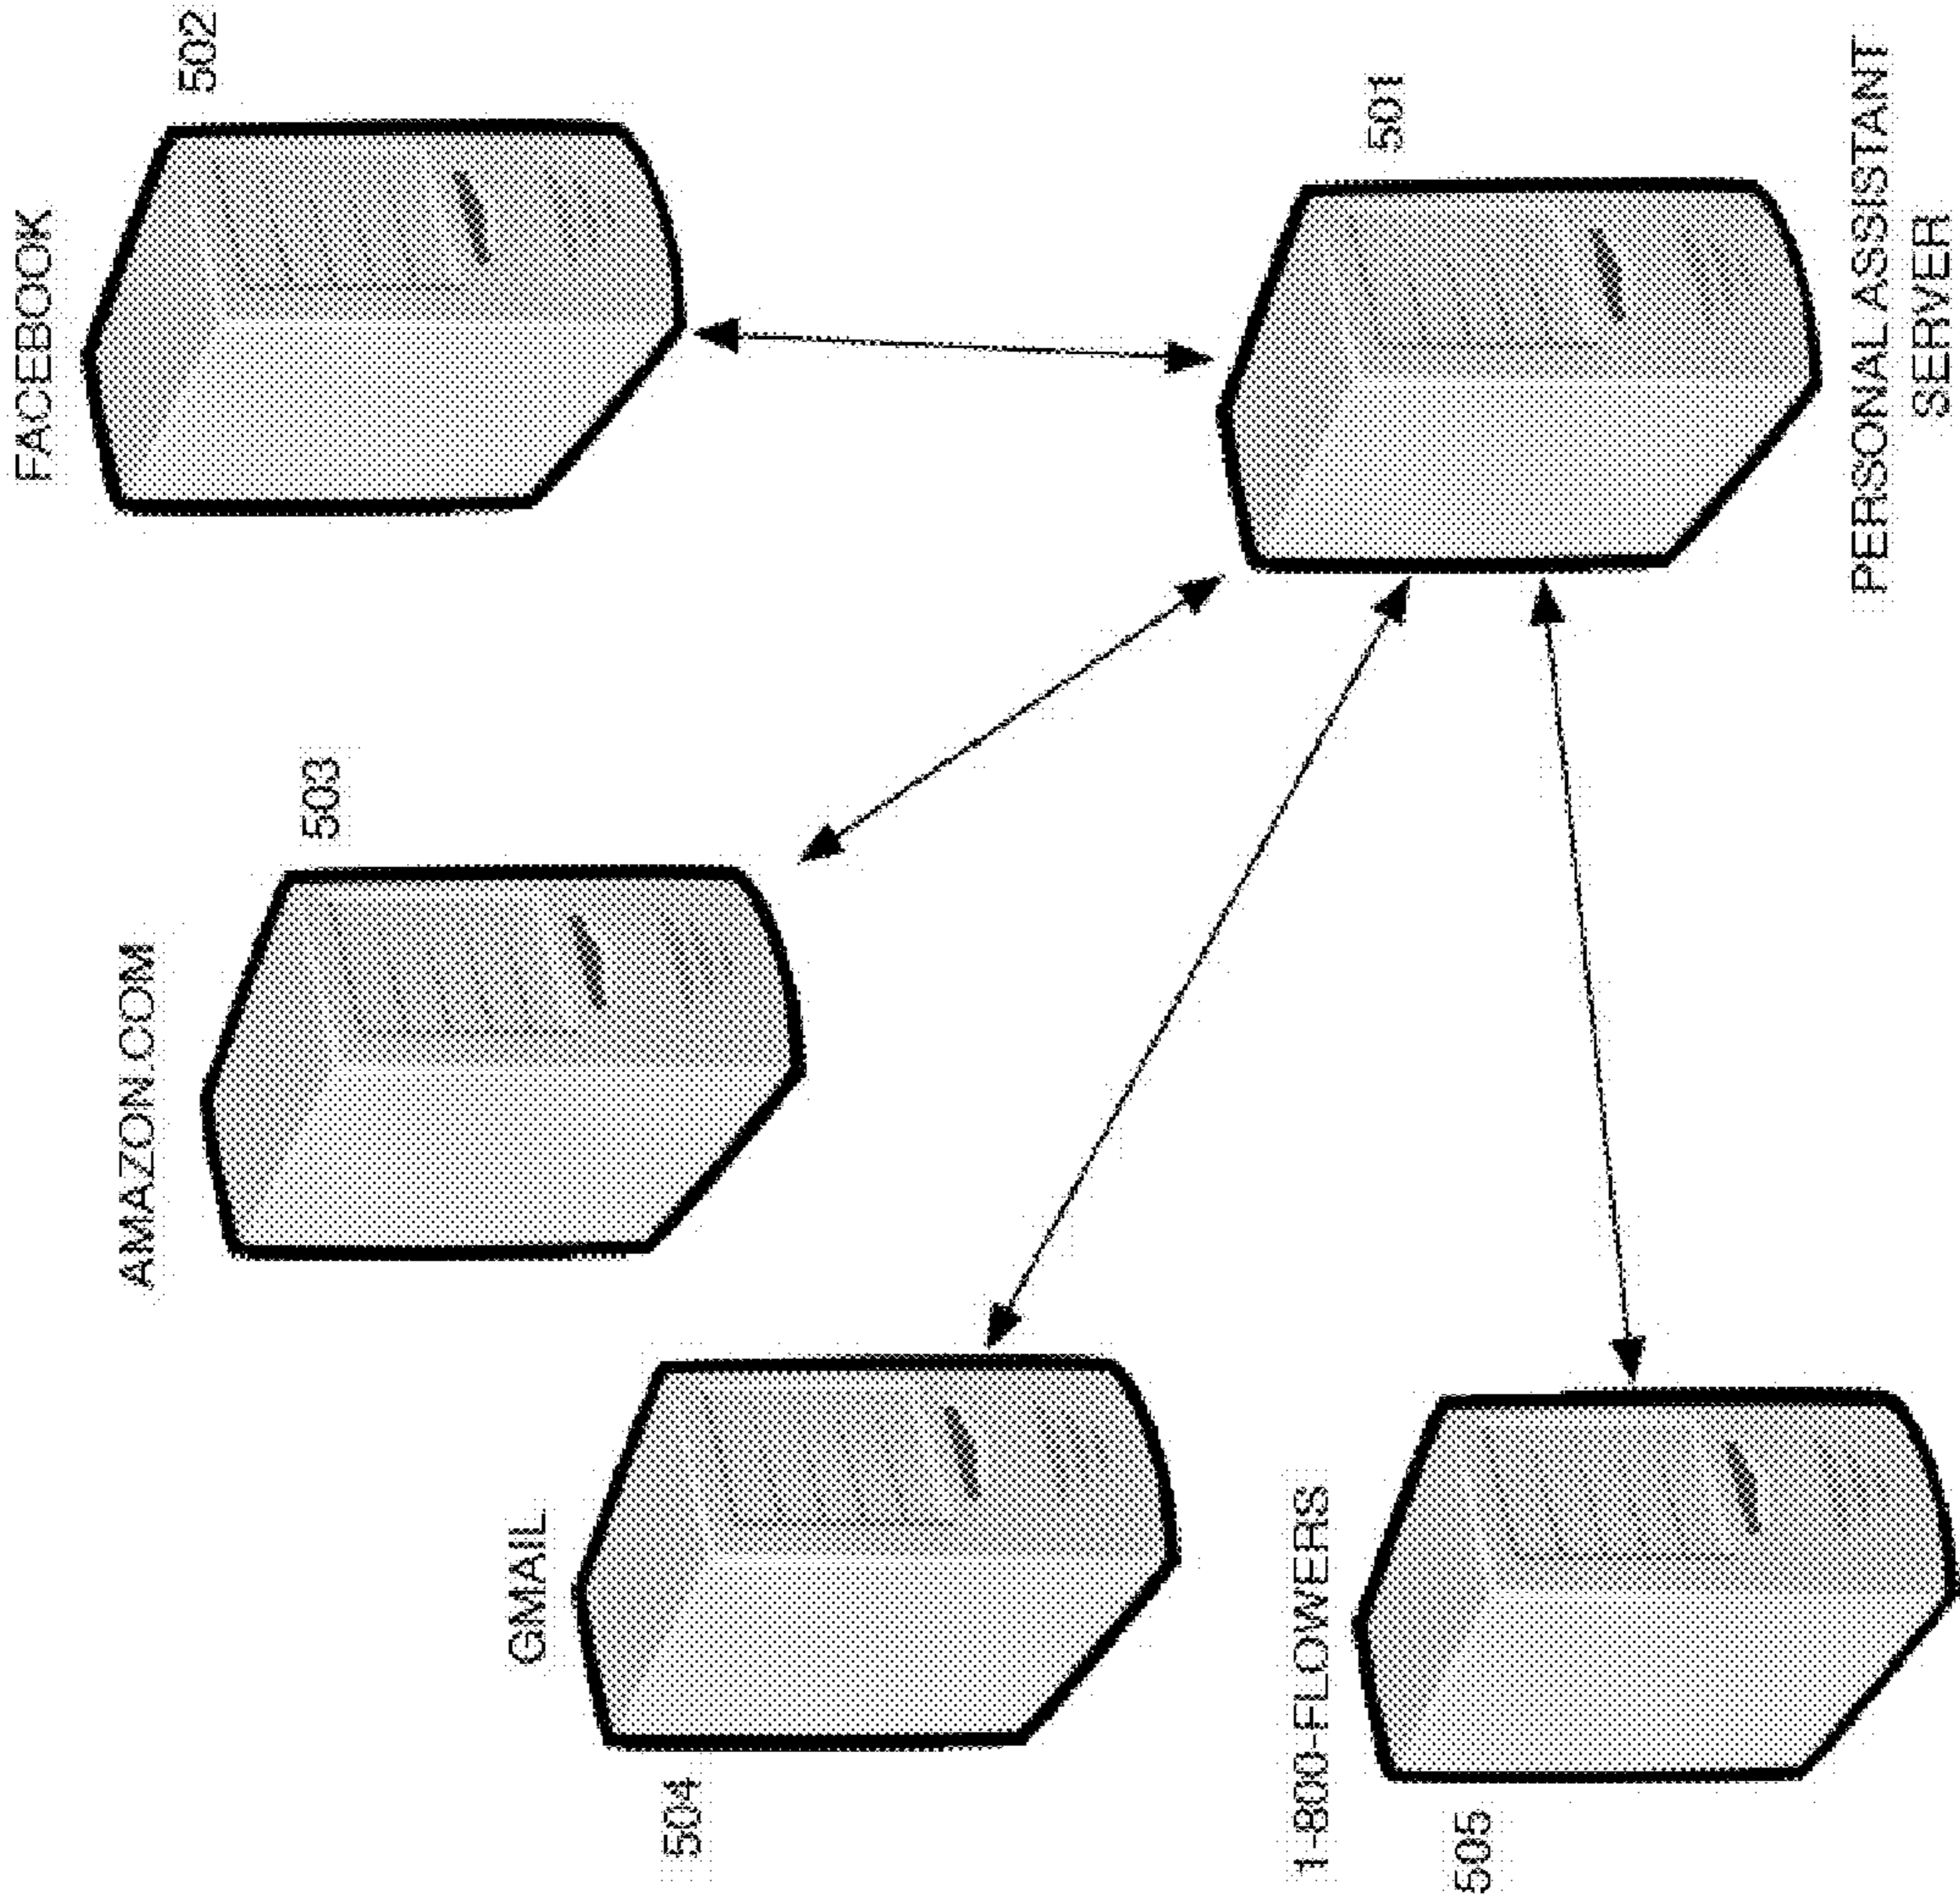 FACEBOOK
502
AMAZON.COM
503
GMAIL
504
1-800-FLOWERS
505
501
PERSONAL ASSISTANT
SERVER